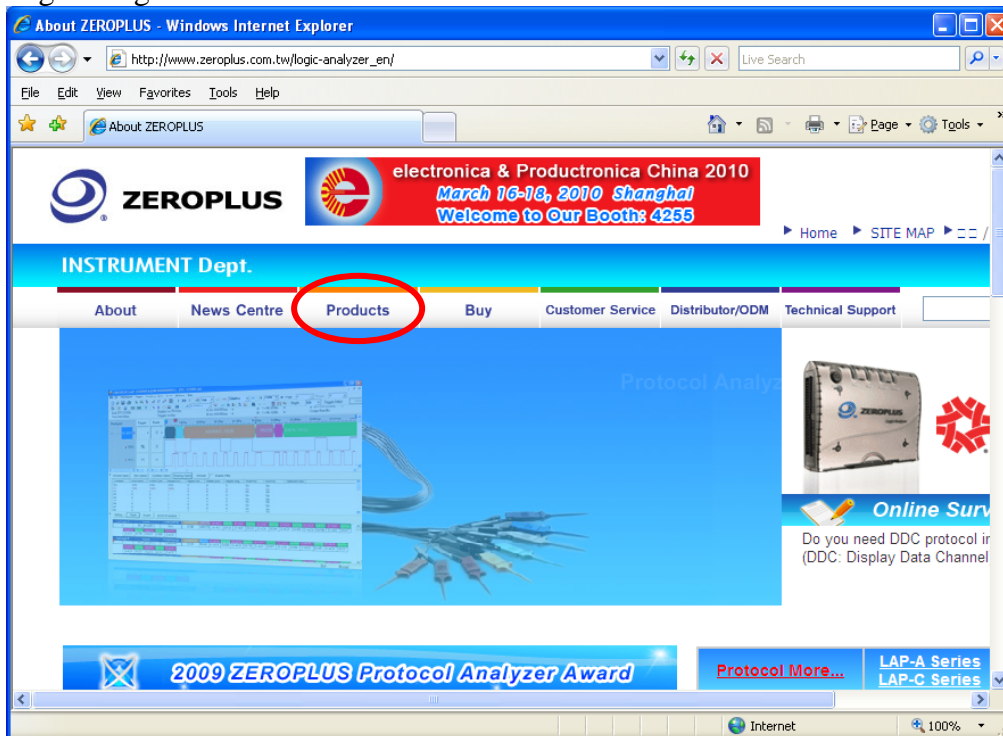 About ZEROPLUS - Windows Internet Explorer
http://www.zeroplus.com.tw/logic-analyzer_en/
Live Search
File Edit View Favorites Tools Help
About ZEROPLUS
Page Tools
ZEROPLUS
electronica & Productronica China 2010
March 16-18, 2010 Shanghai
Welcome to Our Booth: 4255
Home SITE MAP /
INSTRUMENT Dept.
About News Centre Products Buy Customer Service Distributor/ODM Technical Support
Protocol Analyz
ZEROPLUS
Online Surv
Do you need DDC protocol in
(DDC: Display Data Channel
2009 ZEROPLUS Protocol Analyzer Award
Protocol More...
LAP-A Series
LAP-C Series
Internet 100%